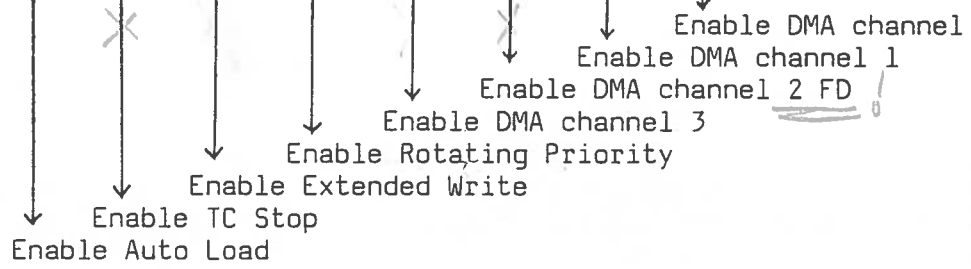 Enable DMA channel
Enable DMA channel 1
Enable DMA channel 2 FD !
Enable DMA channel 3
Enable Rotating Priority
Enable Extended Write
Enable TC Stop
Enable Auto Load